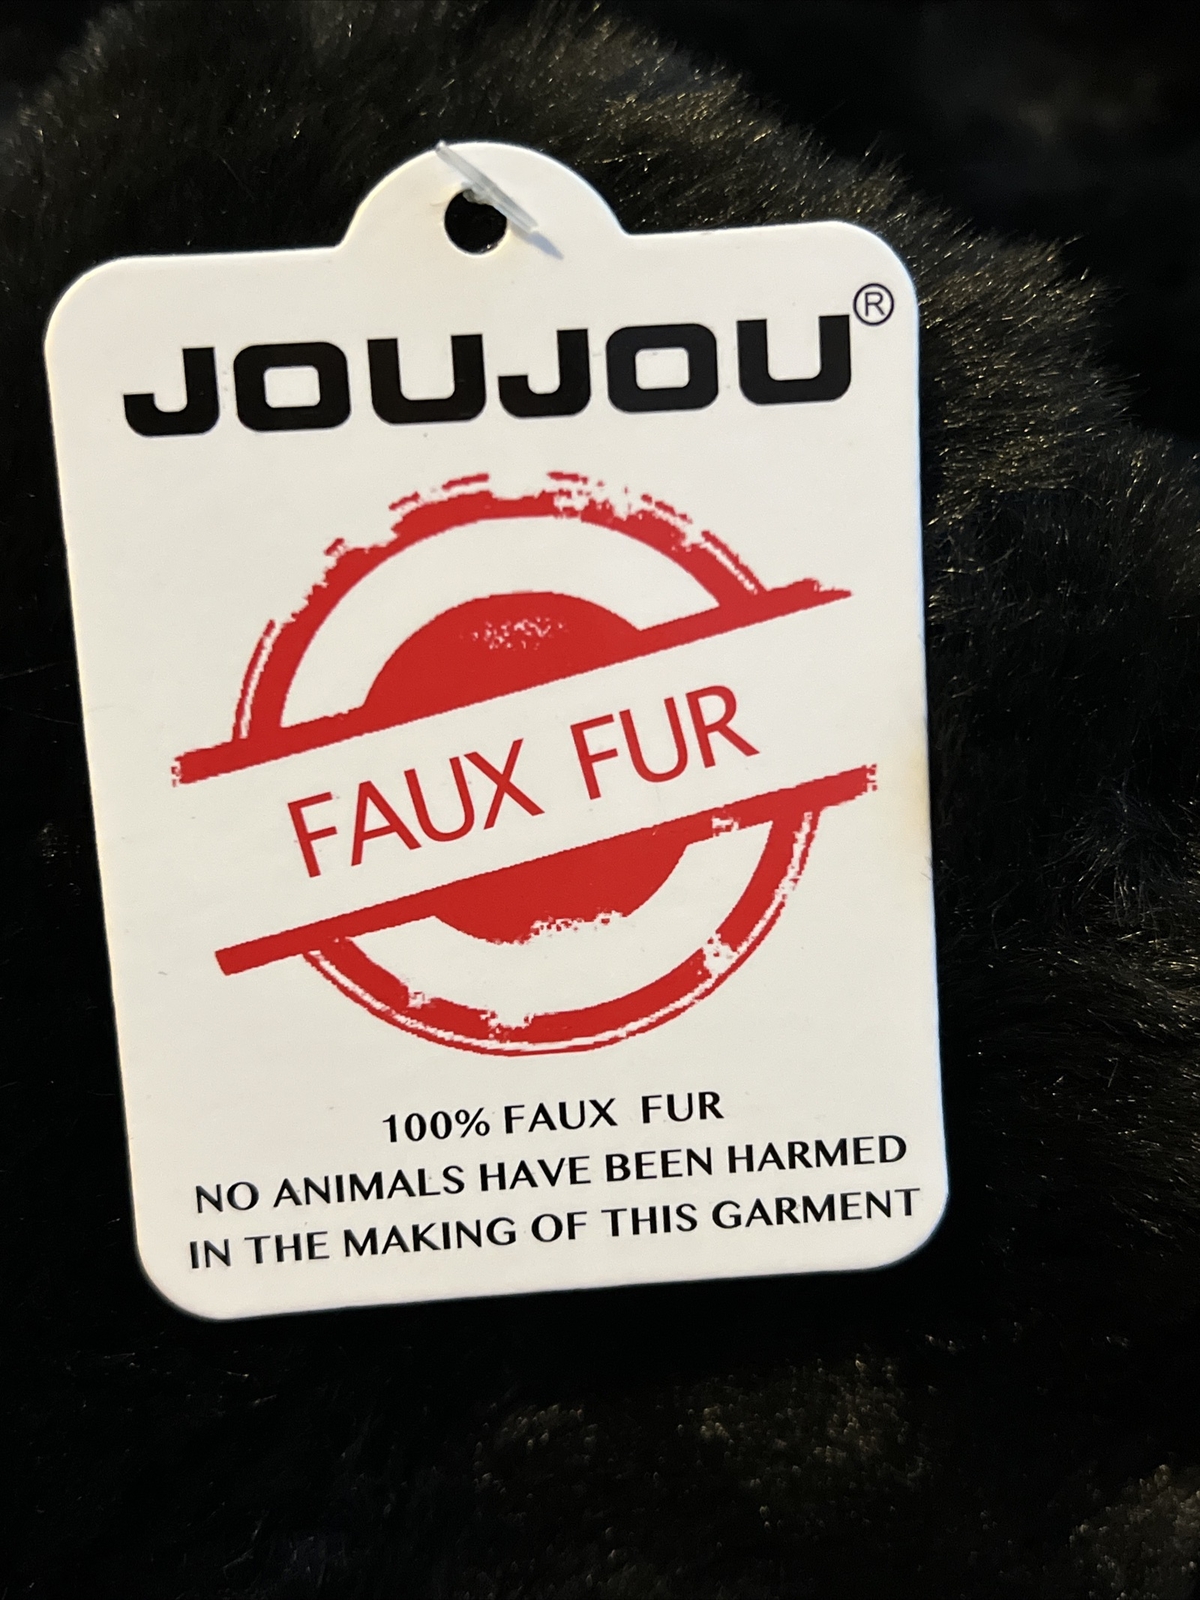 JOUJOU®
FAUX FUR
100% FAUX FUR
NO ANIMALS HAVE BEEN HARMED
IN THE MAKING OF THIS GARMENT